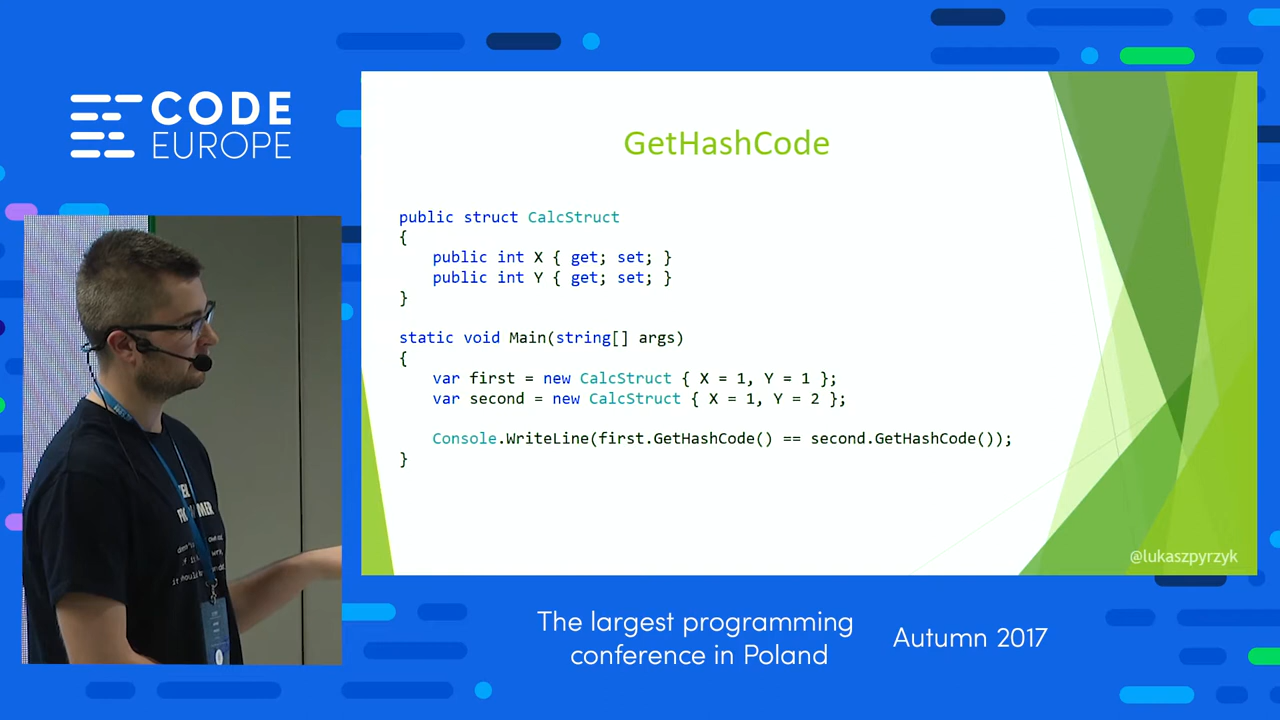 CODE
EUROPE
GetHashCode
public struct CalcStruct
{
    public int X { get; set; }
    public int Y { get; set; }
}
static void Main(string[] args)
{
    var first = new CalcStruct { X = 1, Y = 1 };
    var second = new CalcStruct { X = 1, Y = 2 };
    Console.WriteLine(first.GetHashCode() == second.GetHashCode());
}
@lukaszpyrzyk
The largest programming
conference in Poland
Autumn 2017